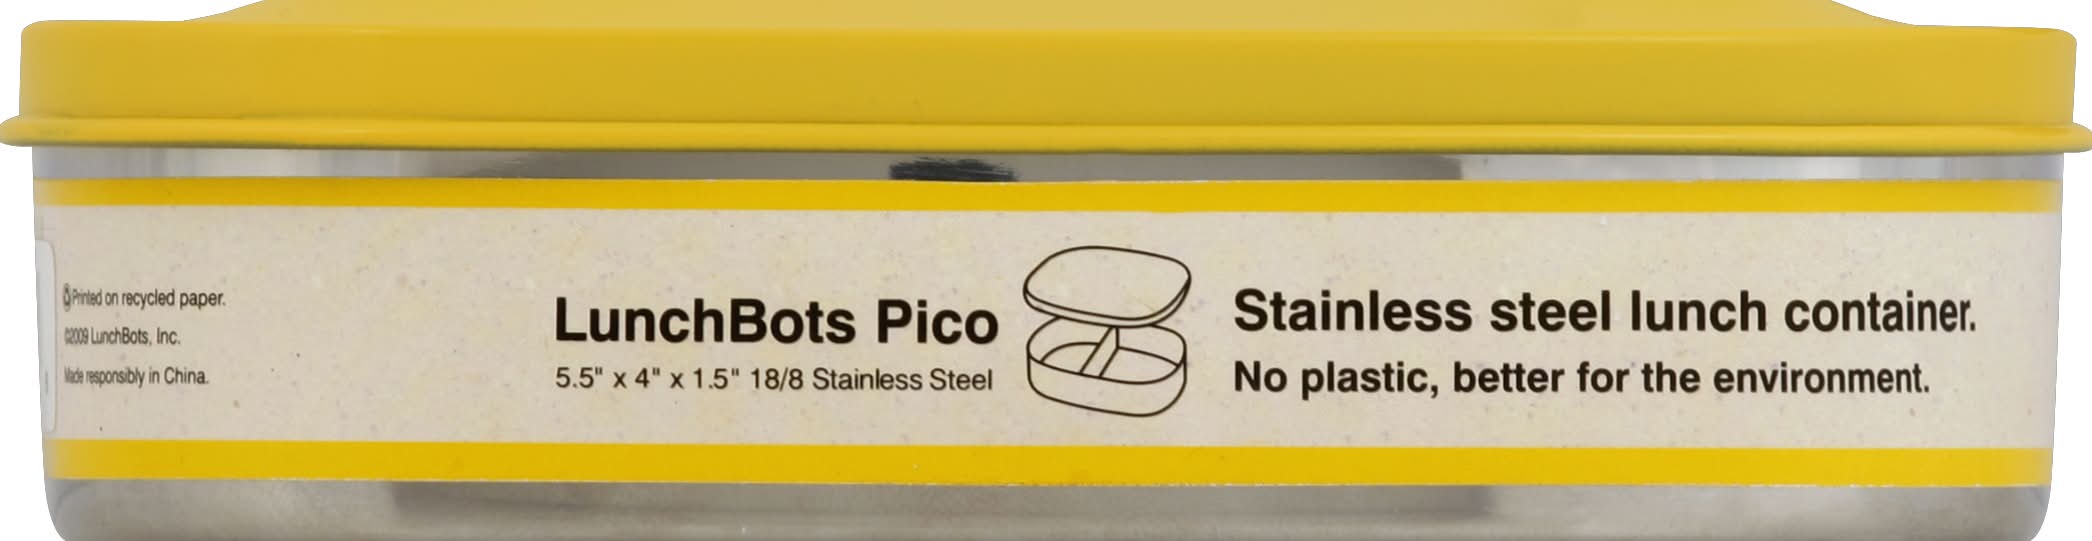 Printed on recycled paper.
©2009 LunchBots, Inc.
Made responsibly in China.
LunchBots Pico
5.5" x 4" x 1.5" 18/8 Stainless Steel
Stainless steel lunch container.
No plastic, better for the environment.